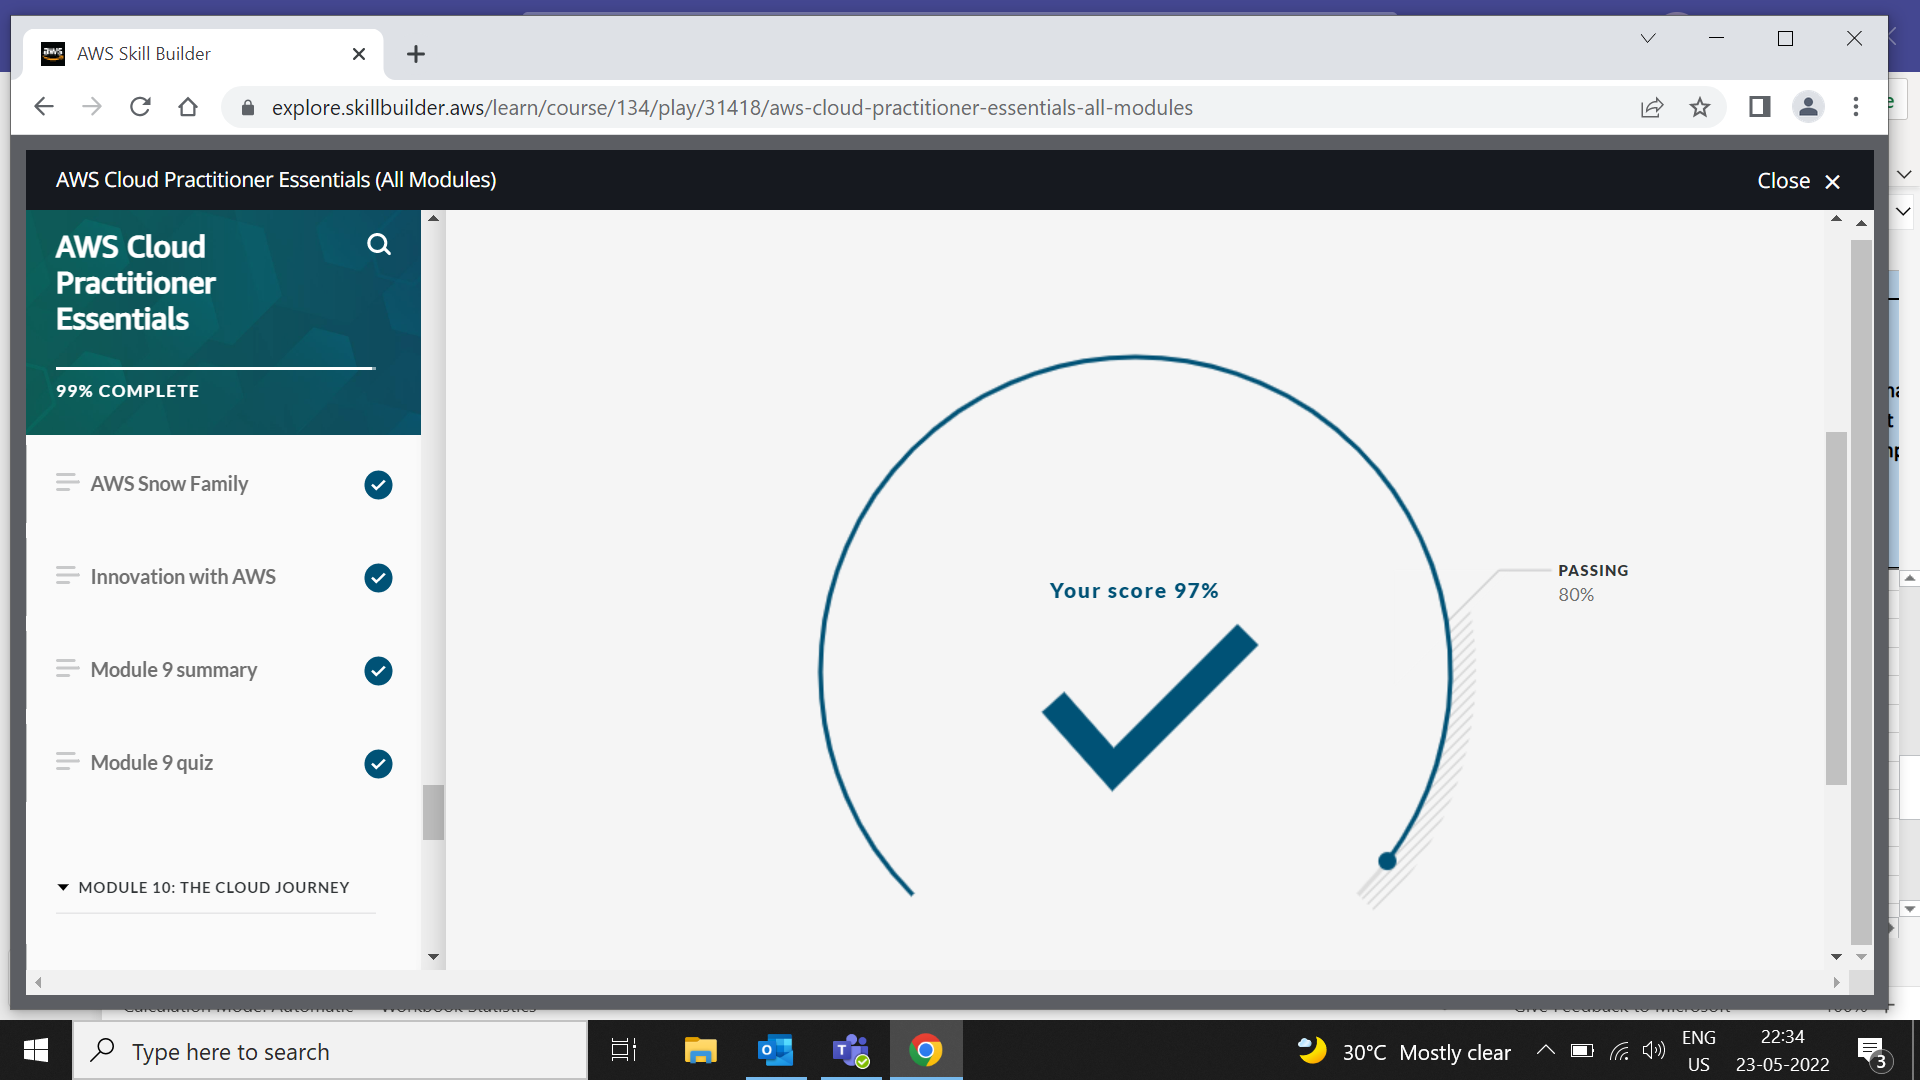 AWS Skill Builder
explore.skillbuilder.aws/learn/course/134/play/31418/aws-cloud-practitioner-essentials-all-modules
AWS Cloud Practitioner Essentials (All Modules)
Close
AWS Cloud
Practitioner
Essentials
99% COMPLETE
AWS Snow Family
Innovation with AWS
Module 9 summary
Module 9 quiz
MODULE 10: THE CLOUD JOURNEY
Your score 97%
PASSING
80%
Type here to search
30°C Mostly clear
ENG
US
22:34
23-05-2022
3